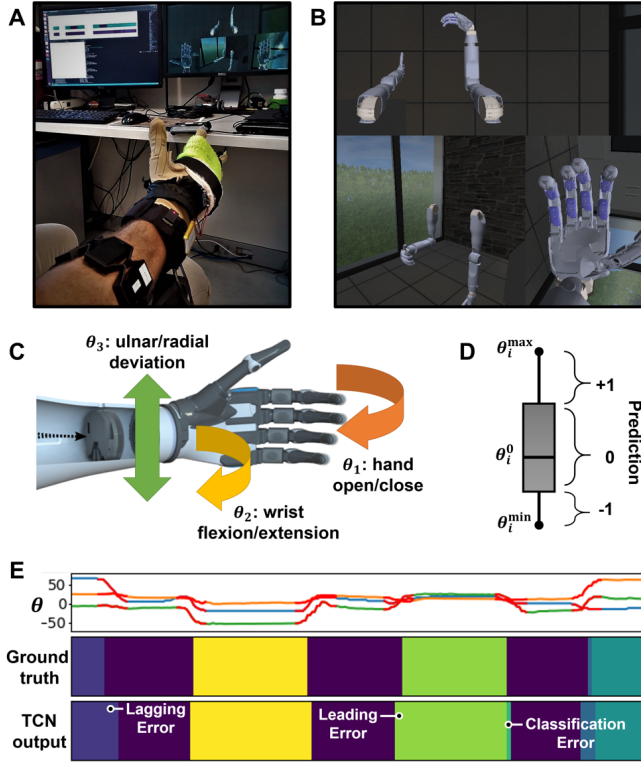 A
B
C
θ₃: ulnar/radial
deviation
θ₁: hand
open/close
θ₂: wrist
flexion/extension
D
θᵢᵐᵃˣ
+1
θᵢ⁰
0
Prediction
-1
θᵢᵐⁱⁿ
E
θ
50
0
−50
Ground
truth
TCN
output
Lagging
Error
Leading
Error
Classification
Error